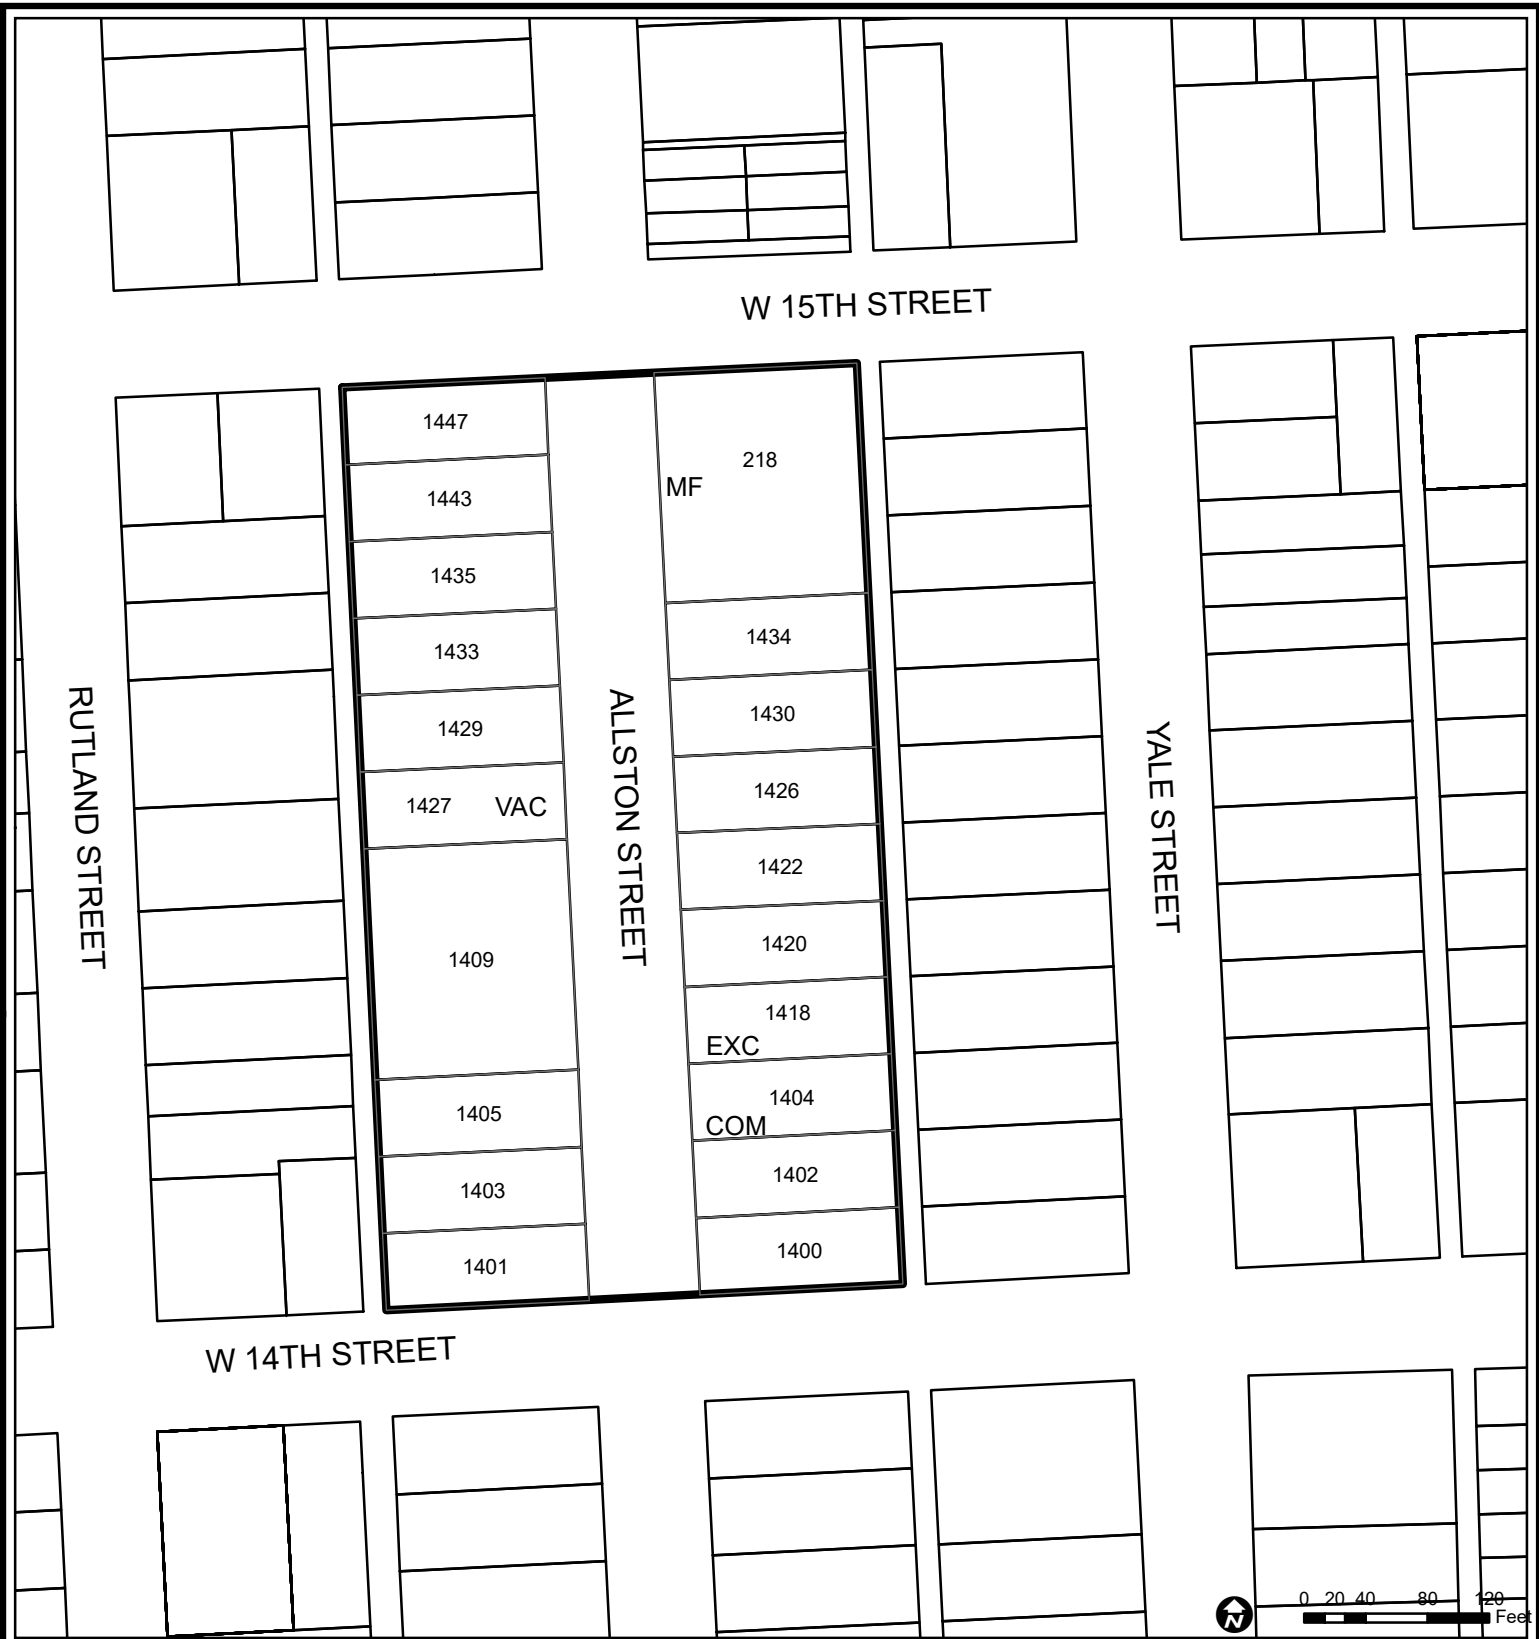 W 15TH STREET
1447
218
1443
MF
1435
1433
1434
1429
1430
1427 VAC
1426
1422
1409
1420
1418
EXC
1404
COM
1405
1402
1403
1400
1401
RUTLAND STREET
ALLSTON STREET
YALE STREET
W 14TH STREET
N
0 20 40 80 120
Feet